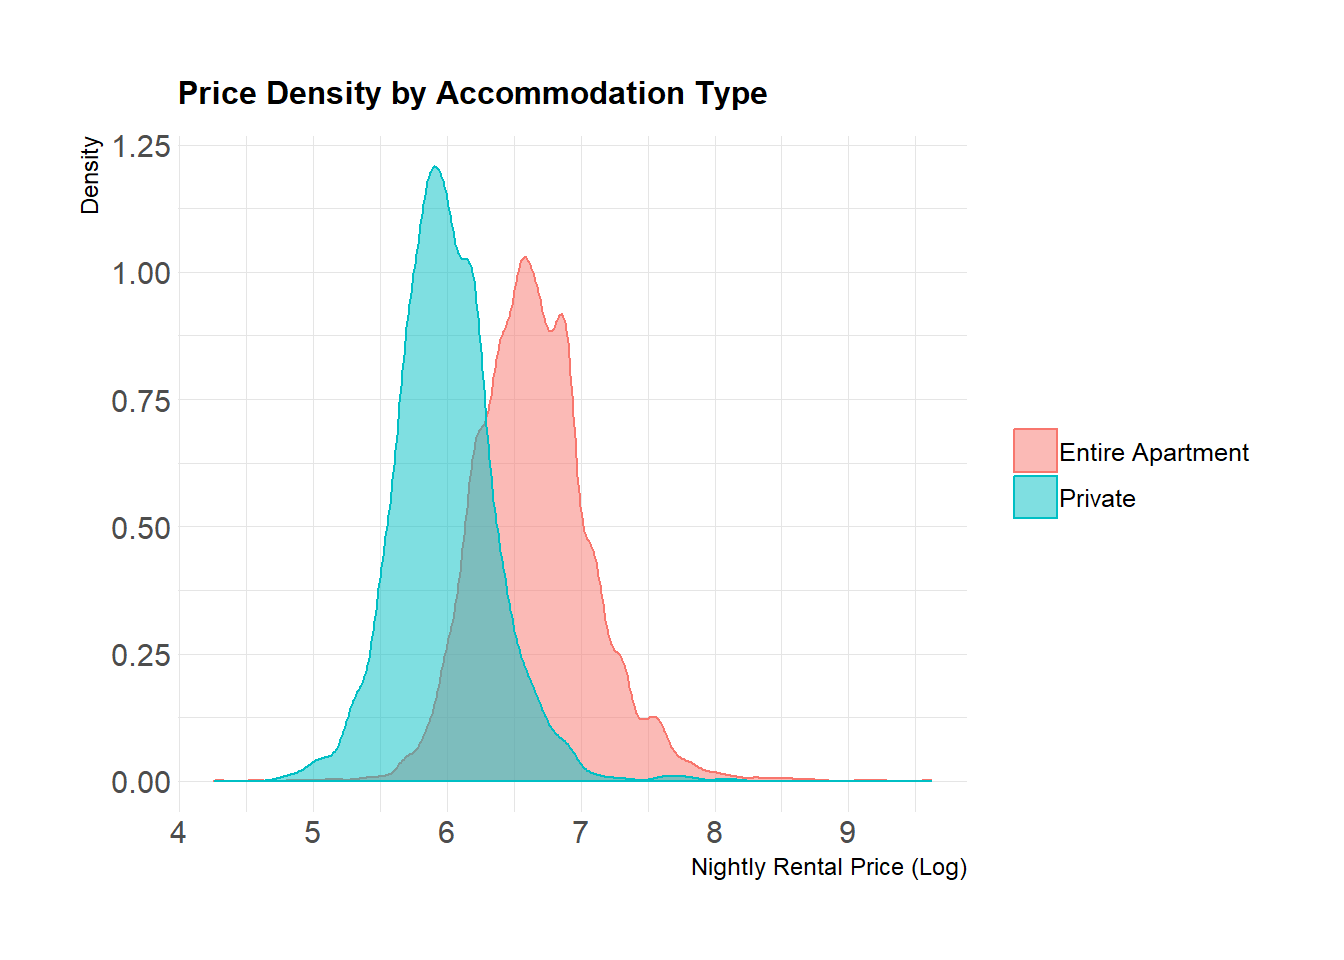 Price Density by Accommodation Type
Density
1.25
1.00
0.75
0.50
0.25
0.00
4 5 6 7 8 9
Nightly Rental Price (Log)
Entire Apartment
Private